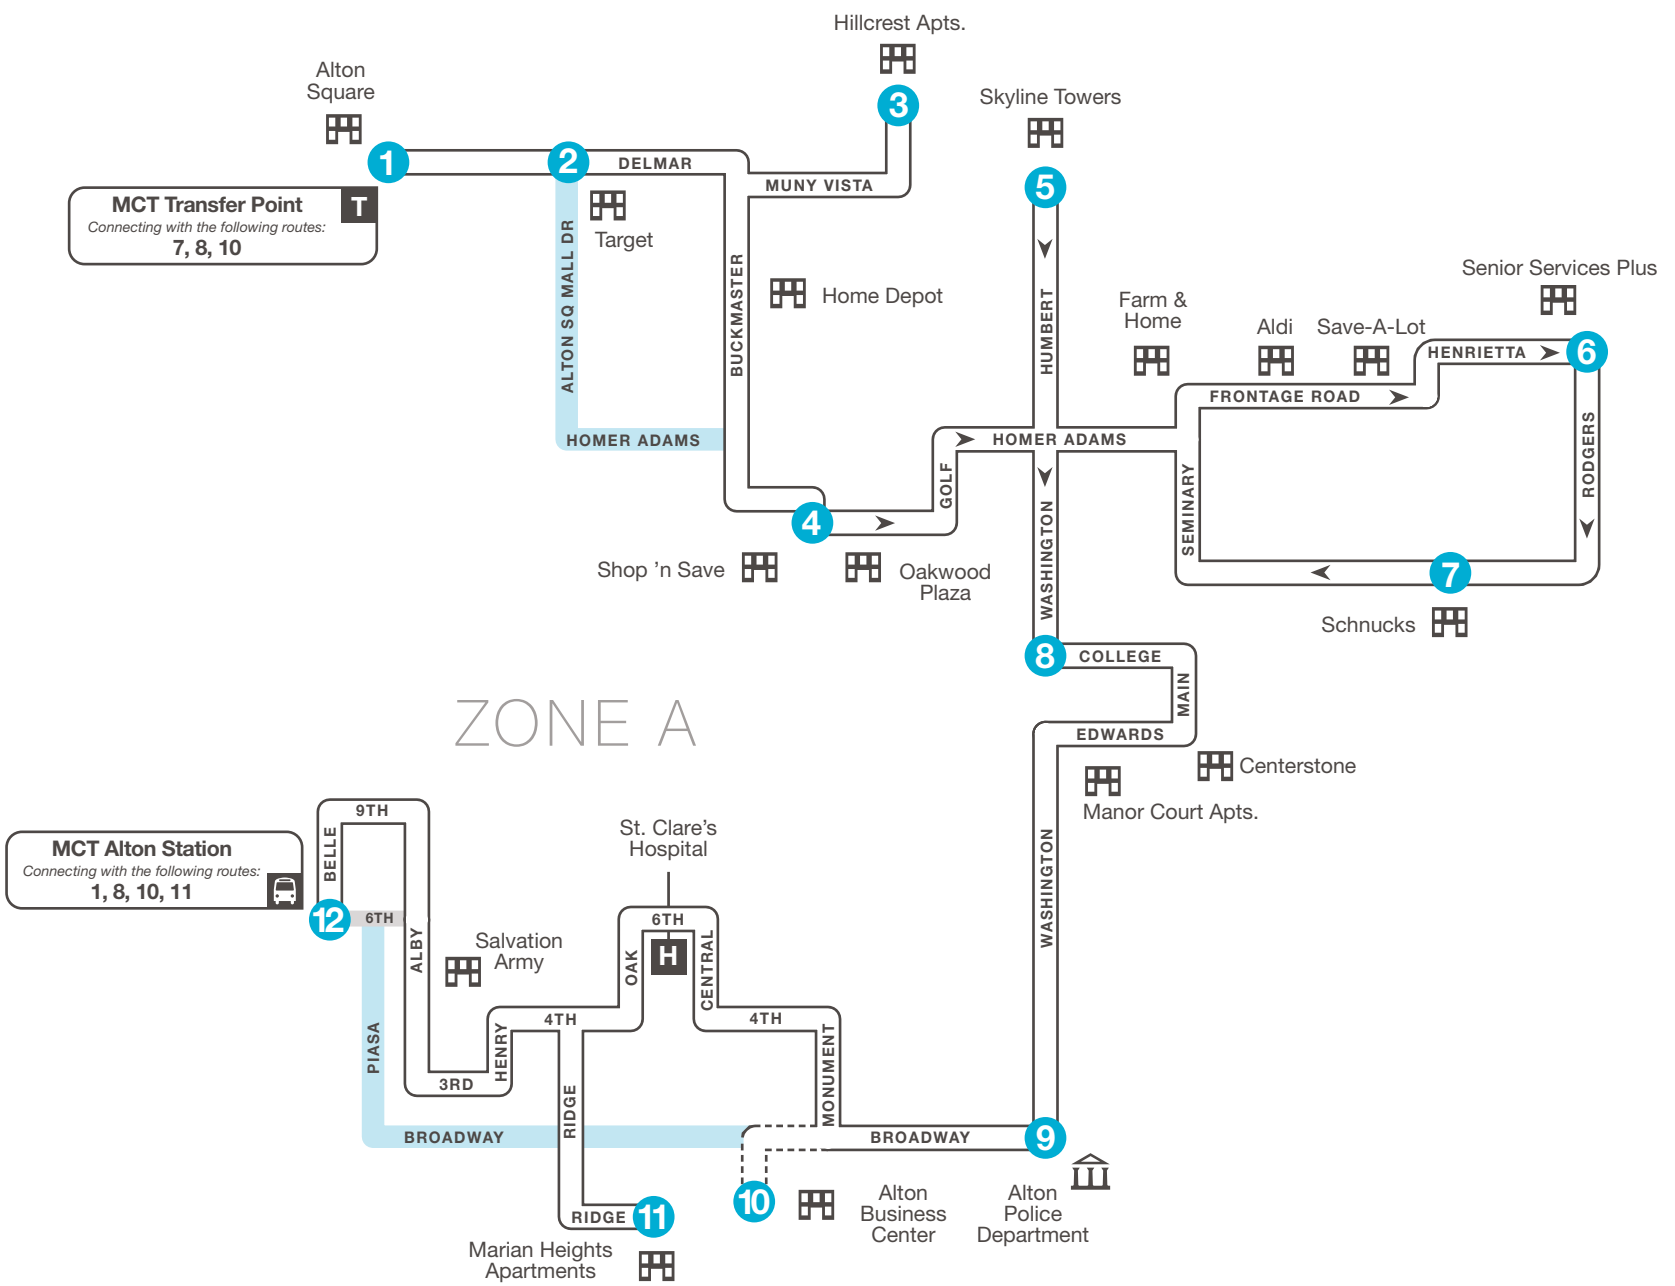 Hillcrest Apts.
3
Alton
Square
Skyline Towers
1
2
DELMAR
MUNY VISTA
5
MCT Transfer Point
T
Connecting with the following routes:
7, 8, 10
ALTON SQ MALL DR
Target
BUCKMASTER
Home Depot
HUMBERT
Farm &
Home
Aldi
Save-A-Lot
Senior Services Plus
HENRIETTA
6
FRONTAGE ROAD
RODGERS
HOMER ADAMS
HOMER ADAMS
GOLF
SEMINARY
4
WASHINGTON
Shop ’n Save
Oakwood
Plaza
7
Schnucks
8
COLLEGE
MAIN
EDWARDS
ZONE A
Centerstone
Manor Court Apts.
9TH
BELLE
MCT Alton Station
Connecting with the following routes:
1, 8, 10, 11
12
6TH
ALBY
St. Clare’s
Hospital
6TH
H
OAK
CENTRAL
WASHINGTON
Salvation
Army
4TH
4TH
HENRY
PIASA
3RD
RIDGE
MONUMENT
BROADWAY
BROADWAY
9
10
Alton
Business
Center
Alton
Police
Department
RIDGE
11
Marian Heights
Apartments